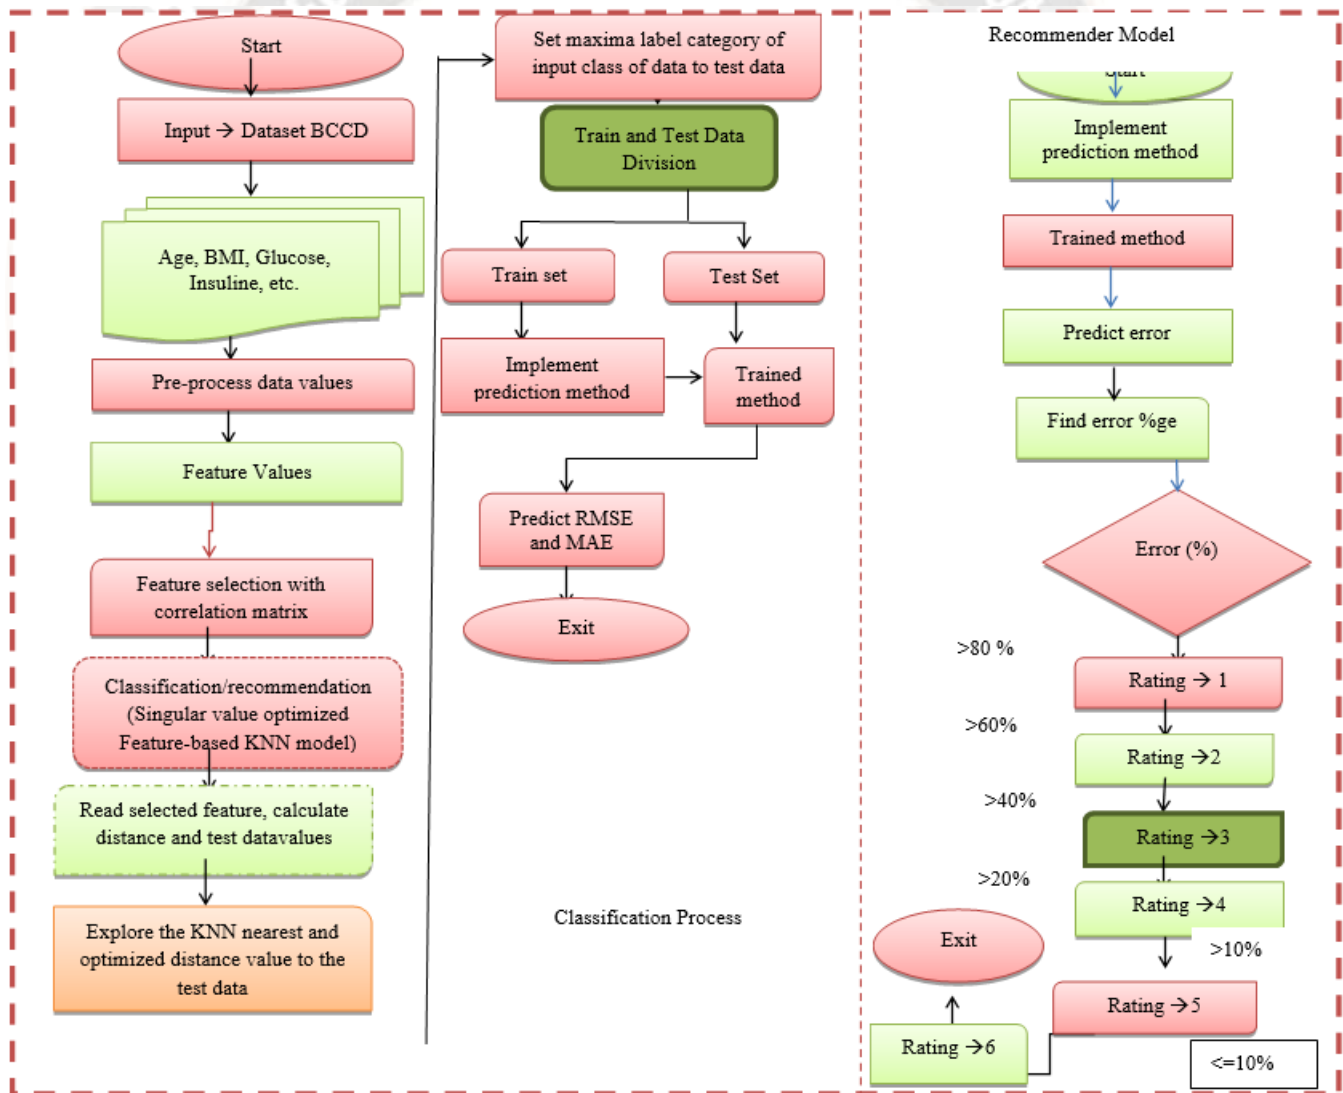 Start
Input → Dataset BCCD
Age, BMI, Glucose,
Insuline, etc.
Pre-process data values
Feature Values
Feature selection with
correlation matrix
Classification/recommendation
(Singular value optimized
Feature-based KNN model)
Read selected feature, calculate
distance and test datavalues
Explore the KNN nearest and
optimized distance value to the
test data
Set maxima label category of
input class of data to test data
Train and Test Data
Division
Train set
Test Set
Implement
prediction method
Trained
method
Predict RMSE
and MAE
Exit
Classification Process
Recommender Model
Start
Implement
prediction method
Trained method
Predict error
Find error %ge
Error (%)
>80 %
Rating → 1
>60%
Rating →2
>40%
Rating →3
>20%
Rating →4
>10%
Rating →5
<=10%
Rating →6
Exit